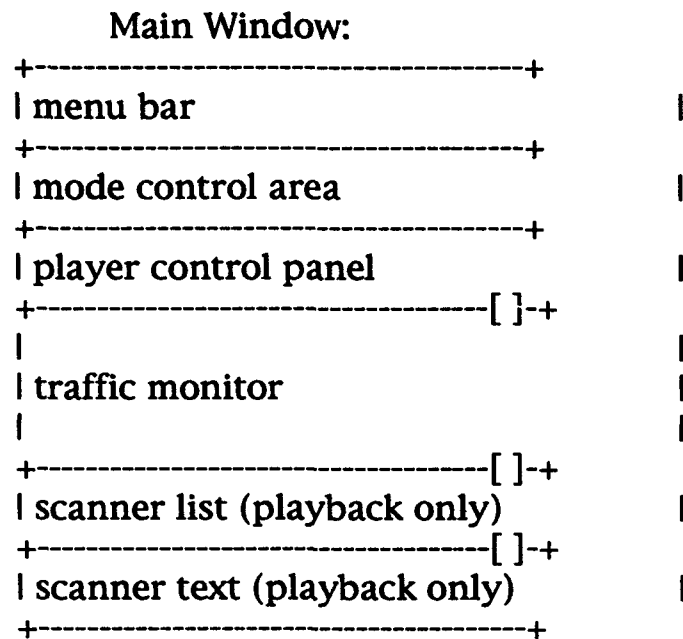 Main Window:
+----------------------------------------+
| menu bar |
+----------------------------------------+
| mode control area |
+----------------------------------------+
| player control panel |
+-------------------------------------[ ]-+
| |
| traffic monitor |
| |
+-------------------------------------[ ]-+
| scanner list (playback only) |
+-------------------------------------[ ]-+
| scanner text (playback only) |
+----------------------------------------+